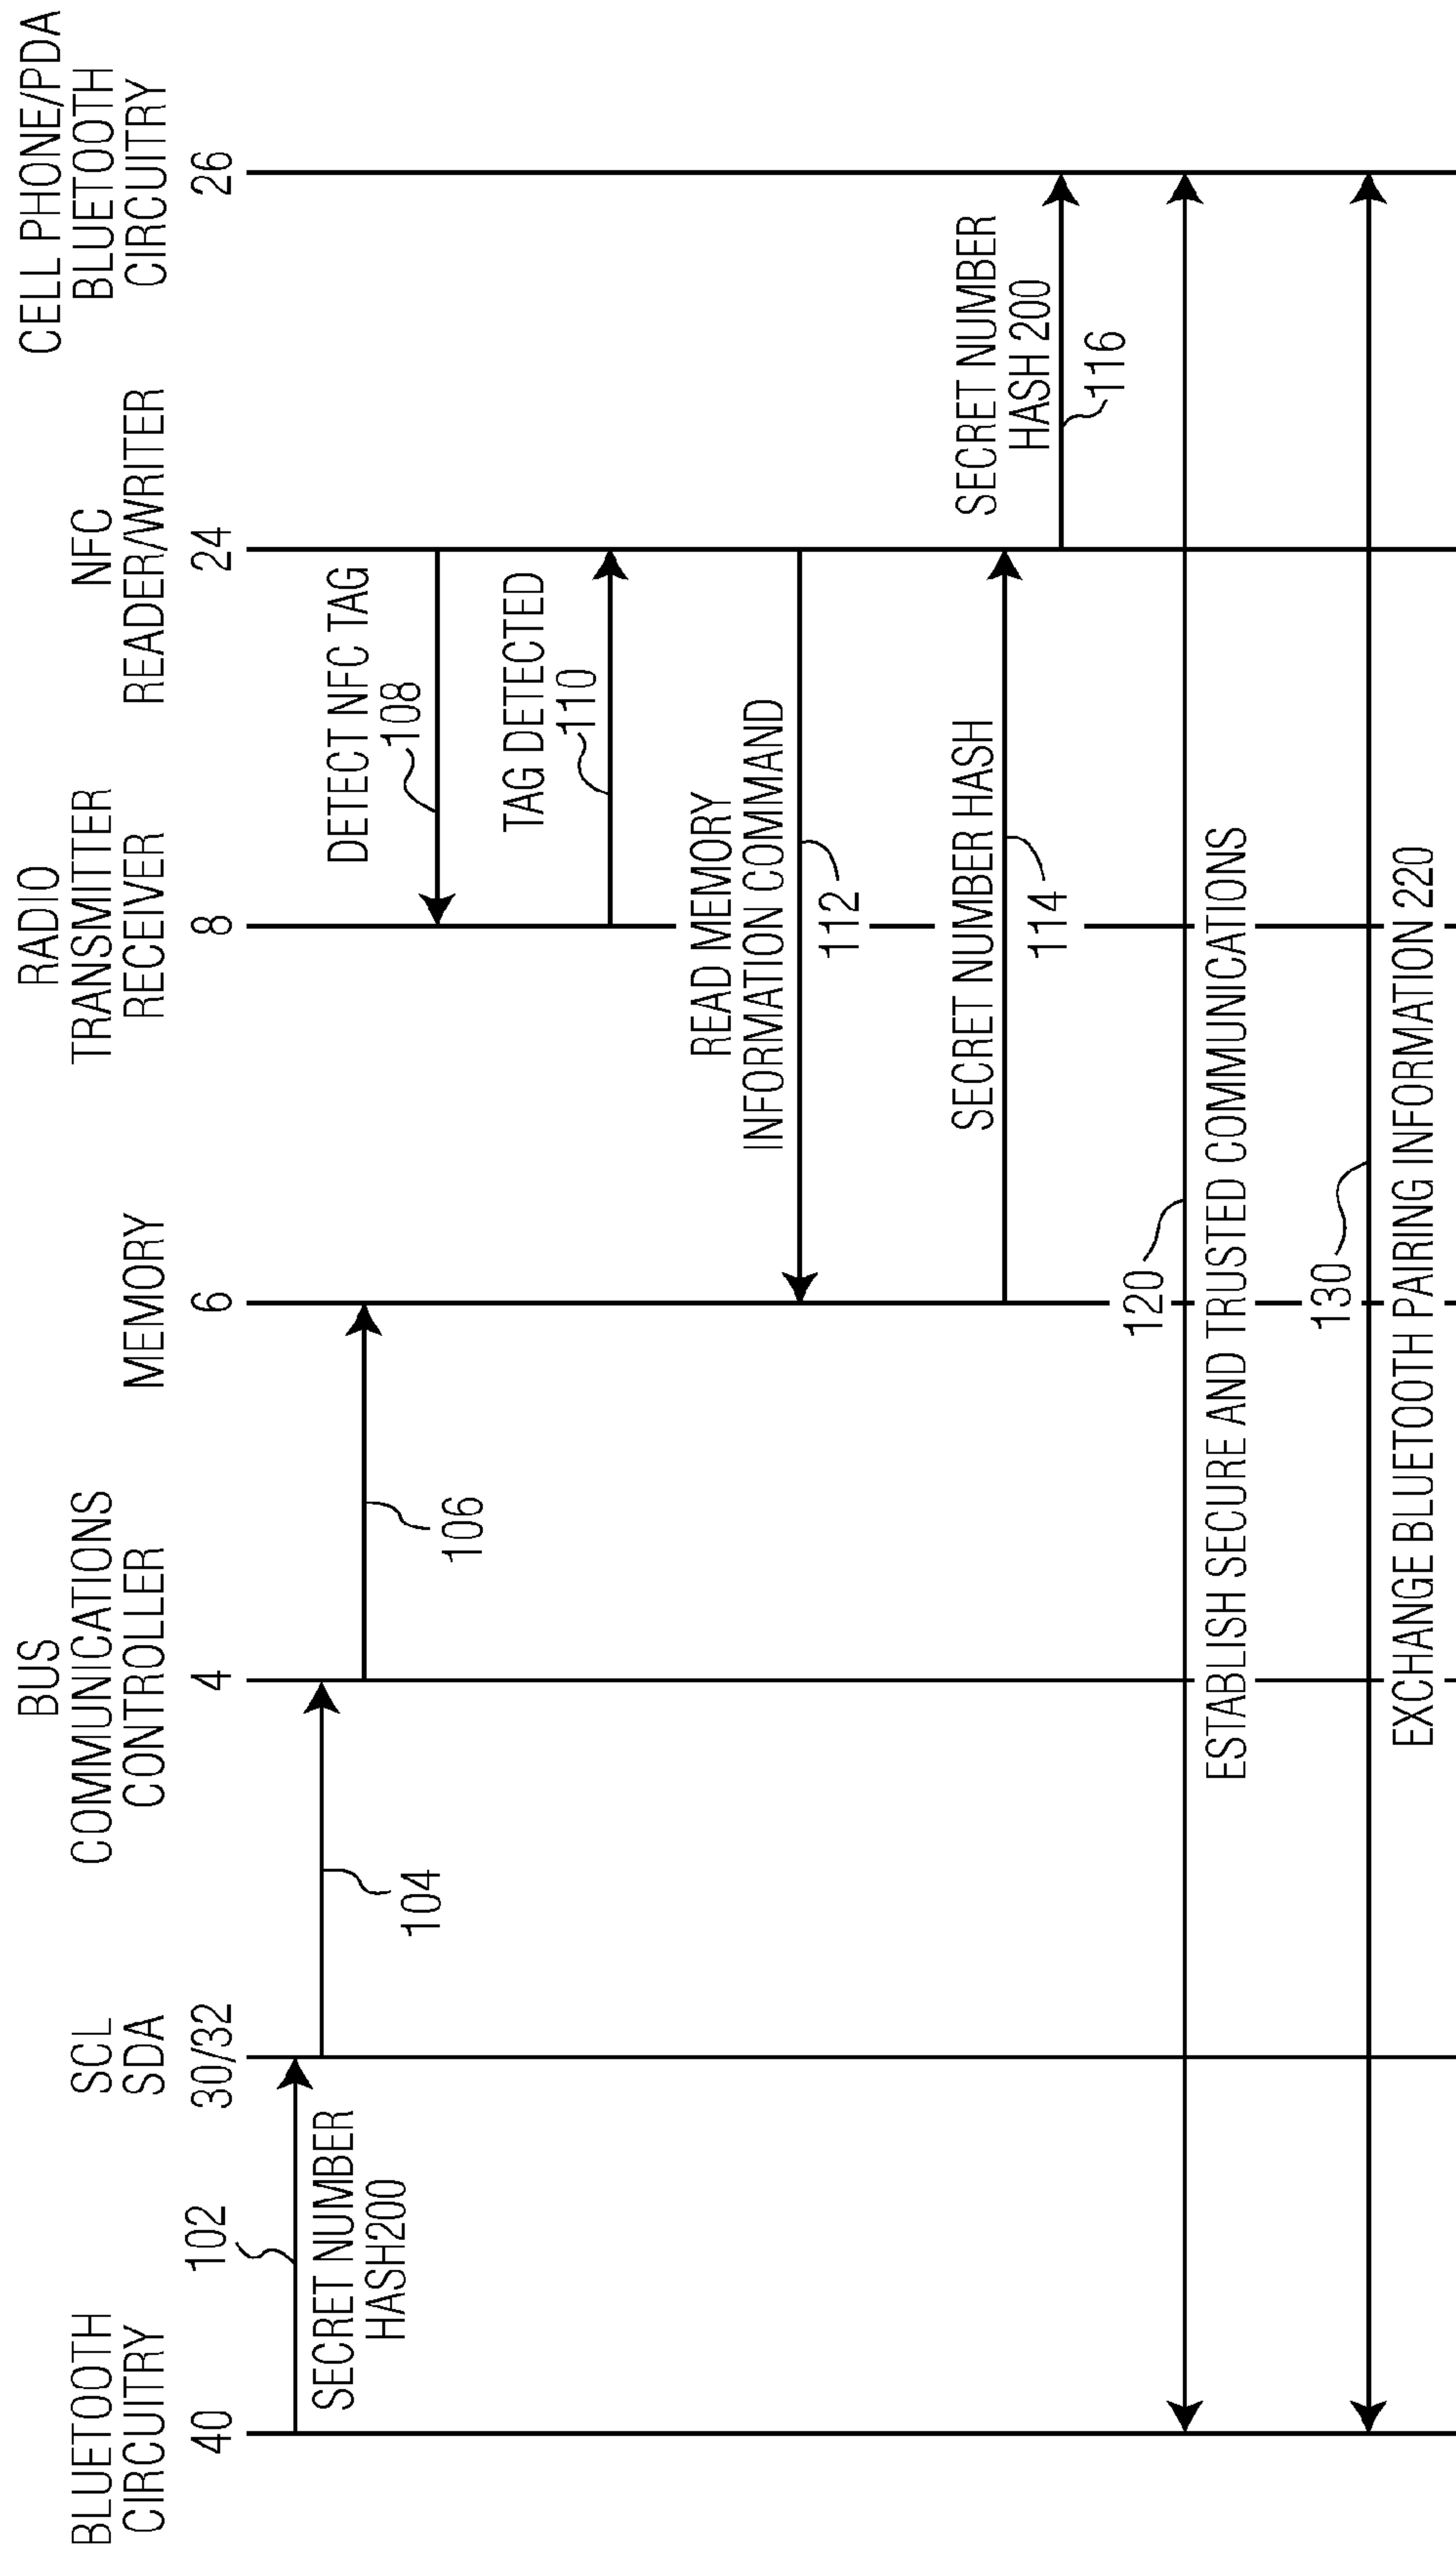 BLUETOOTH
CIRCUITRY
40
SCL
SDA
30/32
BUS
COMMUNICATIONS
CONTROLLER
4
MEMORY
6
RADIO
TRANSMITTER
RECEIVER
8
NFC
READER/WRITER
24
CELL PHONE/PDA
BLUETOOTH
CIRCUITRY
26
102
SECRET NUMBER
HASH200
104
106
DETECT NFC TAG
108
TAG DETECTED
110
READ MEMORY
INFORMATION COMMAND
112
SECRET NUMBER HASH
114
SECRET NUMBER
HASH 200
116
120
ESTABLISH SECURE AND TRUSTED COMMUNICATIONS
130
EXCHANGE BLUETOOTH PAIRING INFORMATION 220